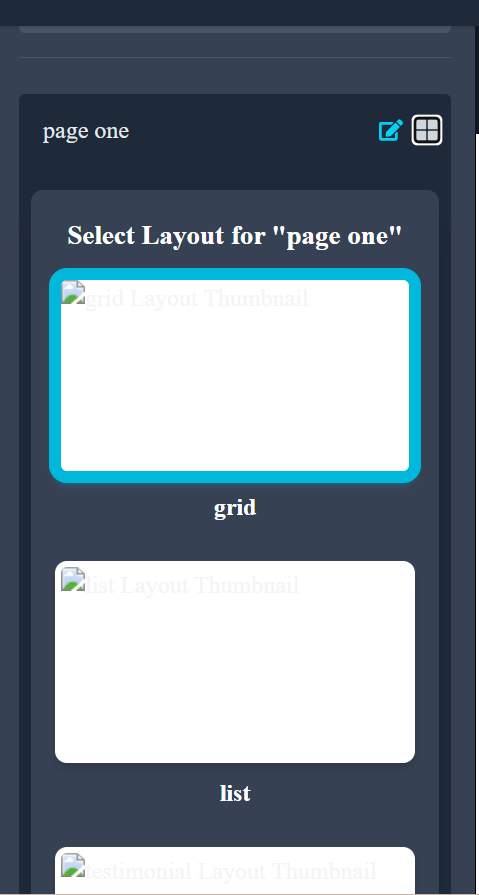 page one
Select Layout for "page one"
grid Layout Thumbnail
grid
list Layout Thumbnail
list
testimonial Layout Thumbnail